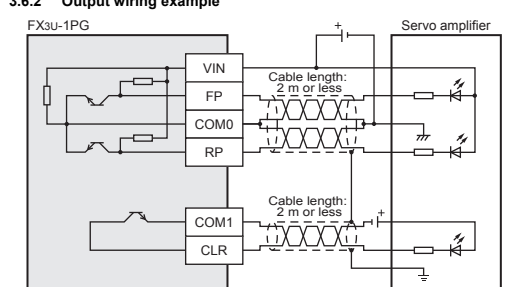 3.6.2 Output wiring example
FX3U-1PG
Servo amplifier
+
VIN
FP
COM0
RP
Cable length:
2 m or less
COM1
CLR
Cable length:
2 m or less
+